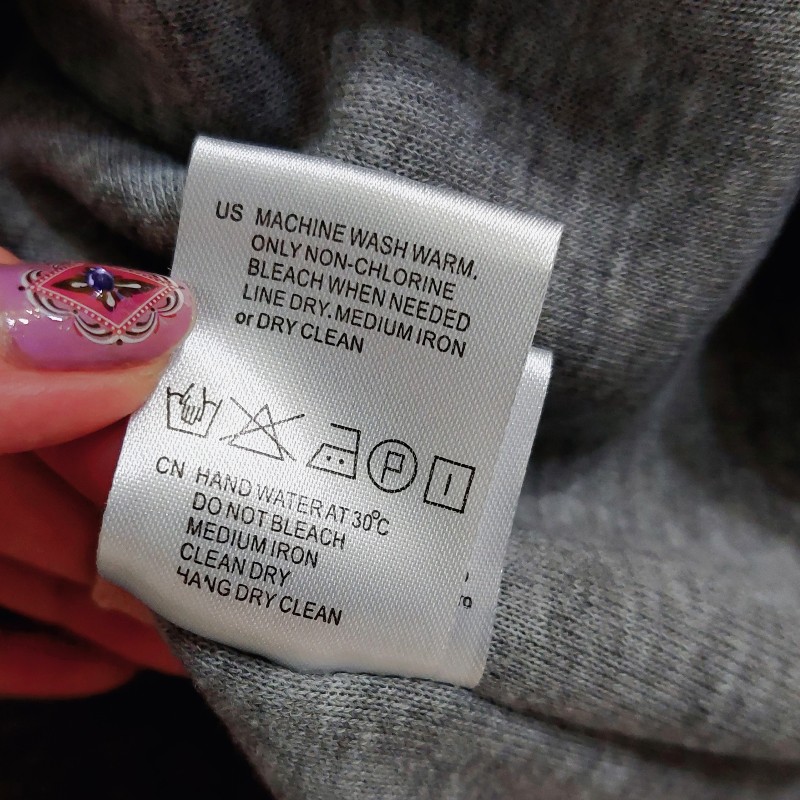 US MACHINE WASH WARM.
ONLY NON-CHLORINE
BLEACH WHEN NEEDED
LINE DRY. MEDIUM IRON
or DRY CLEAN
P
CN HAND WATER AT 30°C
DO NOT BLEACH
MEDIUM IRON
CLEAN DRY
HANG DRY CLEAN